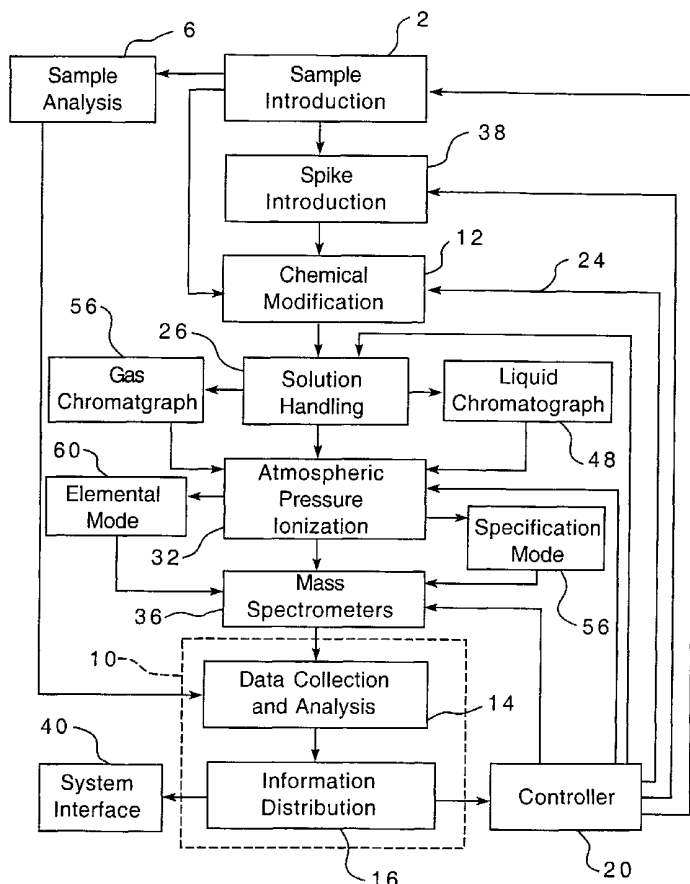 6
2
Sample
Analysis
Sample
Introduction
38
Spike
Introduction
12
Chemical
Modification
24
56
26
Gas
Chromatgraph
Solution
Handling
Liquid
Chromatograph
48
60
Elemental
Mode
Atmospheric
Pressure
Ionization
32
Specification
Mode
56
Mass
Spectrometers
36
10
Data Collection
and Analysis
14
40
System
Interface
Information
Distribution
16
Controller
20